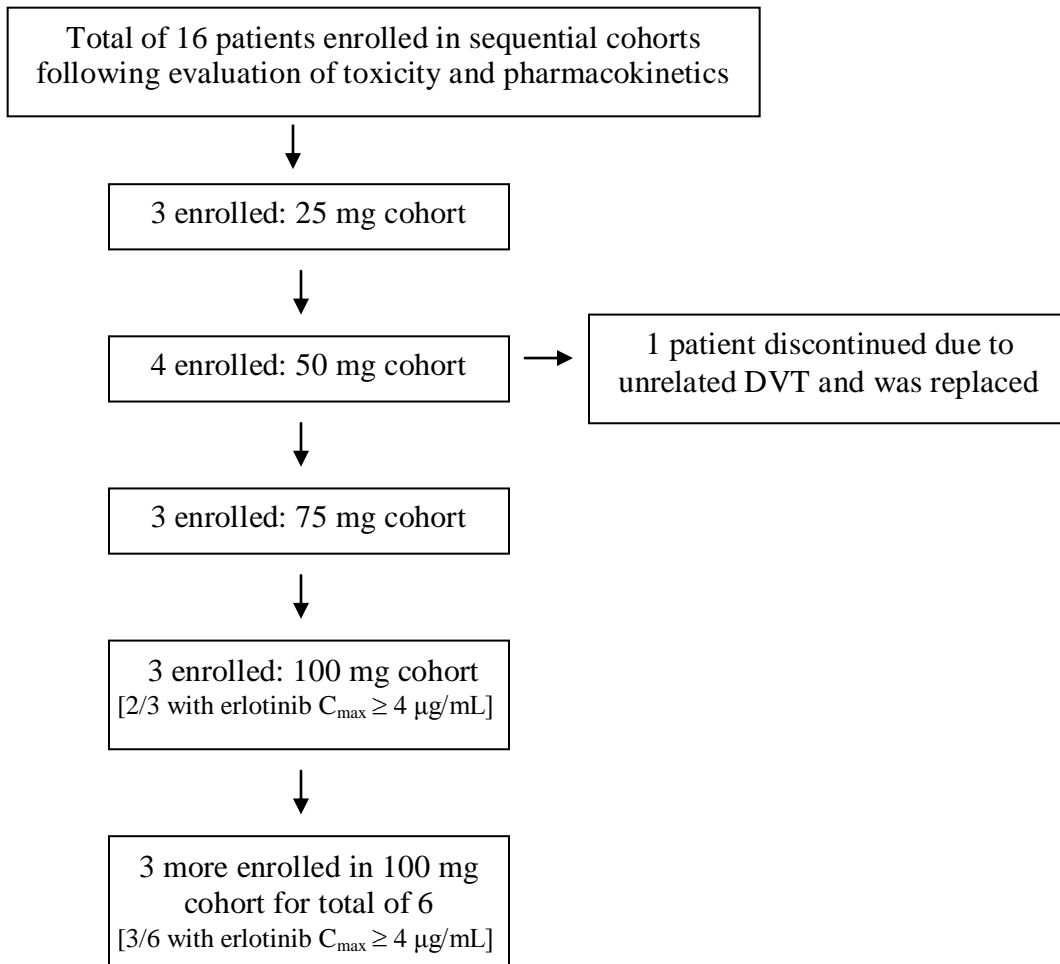 Total of 16 patients enrolled in sequential cohorts
following evaluation of toxicity and pharmacokinetics
3 enrolled: 25 mg cohort
4 enrolled: 50 mg cohort
1 patient discontinued due to
unrelated DVT and was replaced
3 enrolled: 75 mg cohort
3 enrolled: 100 mg cohort
[2/3 with erlotinib Cmax ≥ 4 μg/mL]
3 more enrolled in 100 mg
cohort for total of 6
[3/6 with erlotinib Cmax ≥ 4 μg/mL]